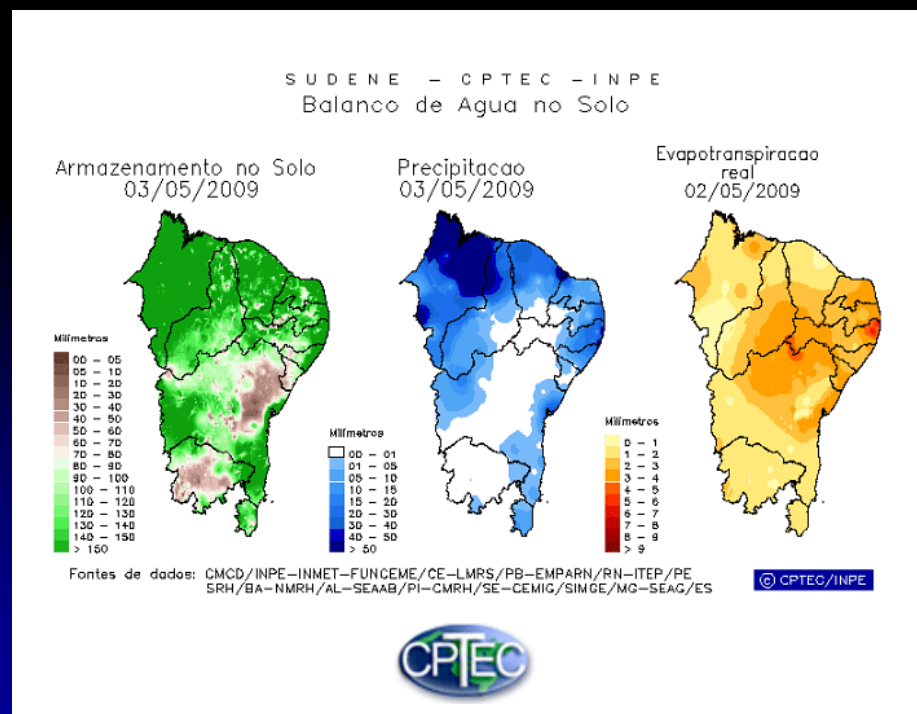 SUDENE - CPTEC - INPE
Balanco de Agua no Solo
Armazenamento no Solo
03/05/2009
Precipitacao
03/05/2009
Evapotranspiracao
real
02/05/2009
Milímetros
00 - 05
05 - 10
10 - 20
20 - 30
30 - 40
40 - 50
50 - 60
60 - 70
70 - 80
80 - 90
90 - 100
100 - 110
110 - 120
120 - 130
130 - 140
140 - 150
> 150
Milímetros
00 - 01
01 - 05
05 - 10
10 - 15
15 - 20
20 - 30
30 - 40
40 - 50
> 50
Milímetros
0 - 1
1 - 2
2 - 3
3 - 4
4 - 5
5 - 6
6 - 7
7 - 8
8 - 9
> 9
Fontes de dados: CMCD/INPE-INMET-FUNCEME/CE-LMRS/PB-EMPARN/RN-ITEP/PE
SRH/BA-NMRH/AL-SEAAB/PI-CMRH/SE-CEMIG/SIMGE/MG-SEAG/ES
© CPTEC/INPE
CPTEC